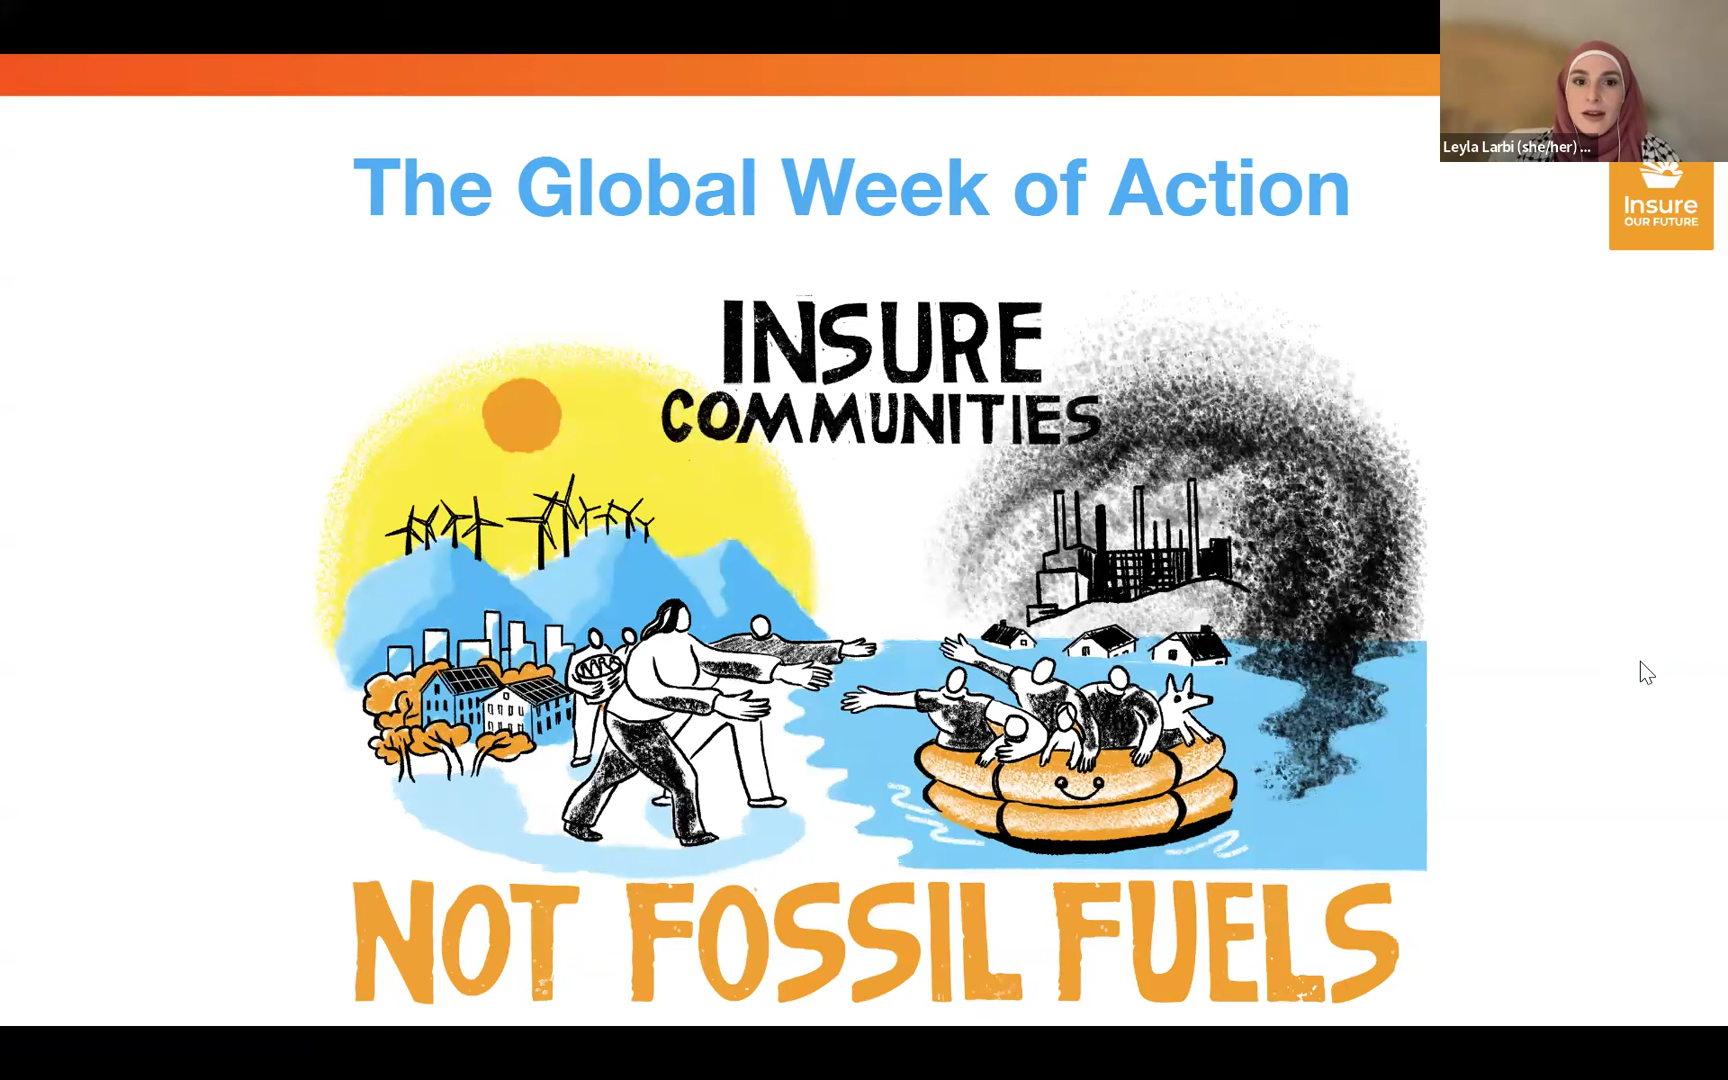 Leyla Larbi (she/her) ...
The Global Week of Action
Insure
OUR FUTURE
INSURE
COMMUNITIES
NOT FOSSIL FUELS